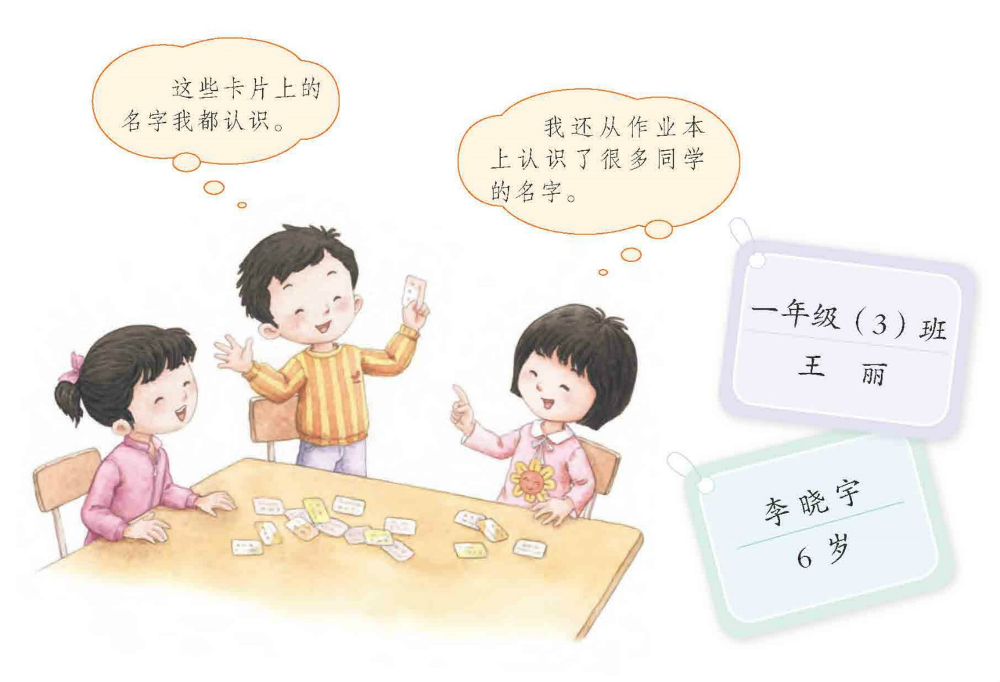 这些卡片上的
名字我都认识。
我还从作业本
上认识了很多同学
的名字。
一年级（3）班
王 丽
李晓宇
6 岁